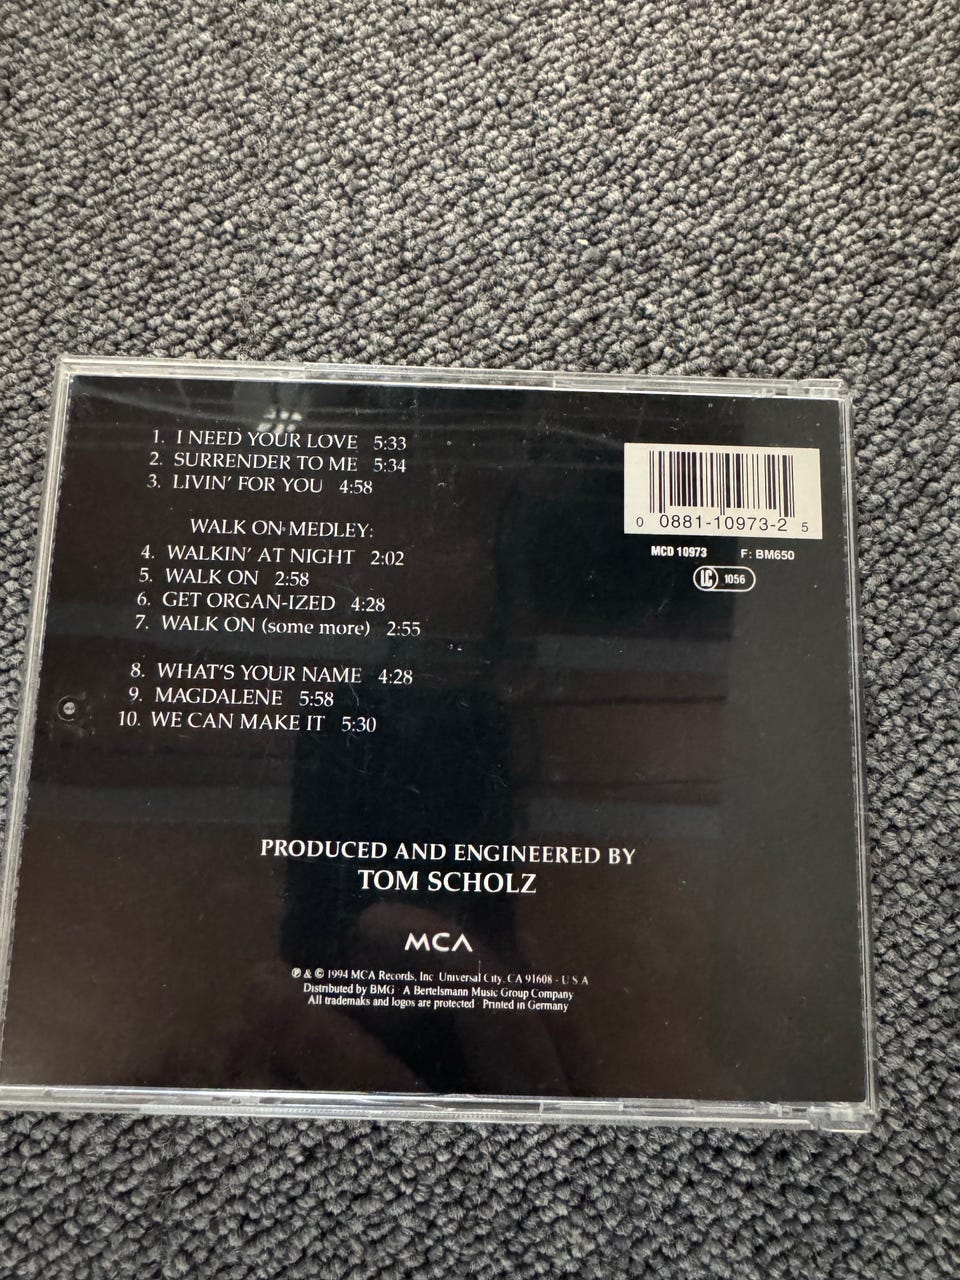 1. I NEED YOUR LOVE 5:33
2. SURRENDER TO ME 5:34
3. LIVIN' FOR YOU 4:58
WALK ON MEDLEY:
4. WALKIN' AT NIGHT 2:02
5. WALK ON 2:58
6. GET ORGAN-IZED 4:28
7. WALK ON (some more) 2:55
8. WHAT'S YOUR NAME 4:28
9. MAGDALENE 5:58
10. WE CAN MAKE IT 5:30
0 0881-10973-2 5
MCD 10973 F: BM650
LC 1056
PRODUCED AND ENGINEERED BY
TOM SCHOLZ
MCA
℗ & © 1994 MCA Records, Inc. Universal City, CA 91608 - U S A
Distributed by BMG · A Bertelsmann Music Group Company
All trademaks and logos are protected · Printed in Germany